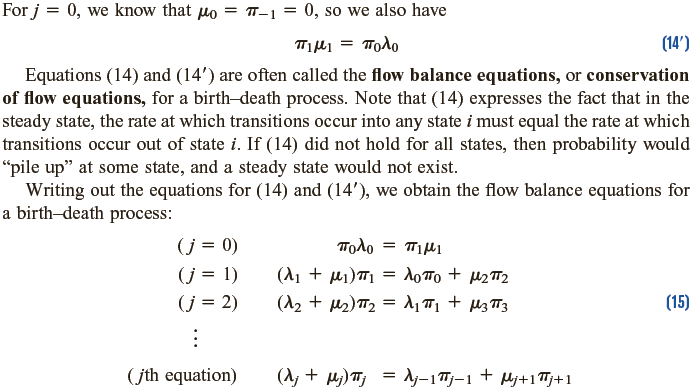 For j = 0, we know that μ₀ = π₋₁ = 0, so we also have
π₁μ₁ = π₀λ₀ (14′)
Equations (14) and (14′) are often called the flow balance equations, or conservation
of flow equations, for a birth–death process. Note that (14) expresses the fact that in the
steady state, the rate at which transitions occur into any state i must equal the rate at which
transitions occur out of state i. If (14) did not hold for all states, then probability would
“pile up” at some state, and a steady state would not exist.
Writing out the equations for (14) and (14′), we obtain the flow balance equations for
a birth–death process:
(j = 0) π₀λ₀ = π₁μ₁
(j = 1) (λ₁ + μ₁)π₁ = λ₀π₀ + μ₂π₂
(j = 2) (λ₂ + μ₂)π₂ = λ₁π₁ + μ₃π₃ (15)
⋮
(jth equation) (λⱼ + μⱼ)πⱼ = λⱼ₋₁πⱼ₋₁ + μⱼ₊₁πⱼ₊₁